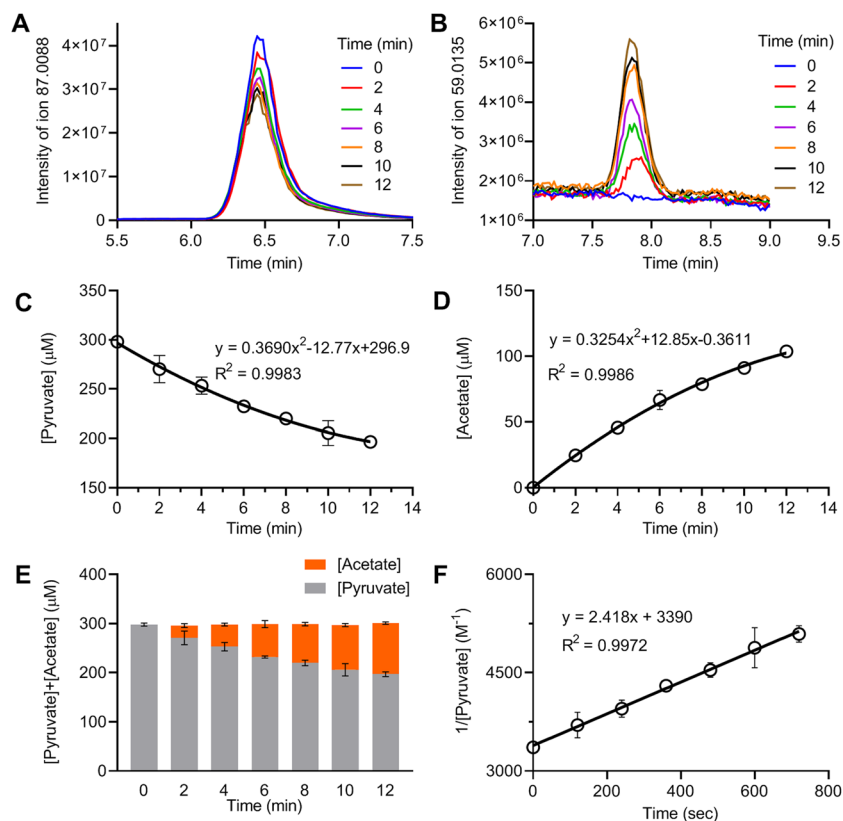 A
Intensity of ion 87.0088
4×10⁷
3×10⁷
2×10⁷
1×10⁷
0
5.5 6.0 6.5 7.0 7.5
Time (min)
Time (min)
0
2
4
6
8
10
12
B
Intensity of ion 59.0135
6×10⁶
5×10⁶
4×10⁶
3×10⁶
2×10⁶
1×10⁶
7.0 7.5 8.0 8.5 9.0 9.5
Time (min)
Time (min)
0
2
4
6
8
10
12
C
[Pyruvate] (μM)
350
300
250
200
150
0 2 4 6 8 10 12 14
Time (min)
y = 0.3690x²-12.77x+296.9
R² = 0.9983
D
[Acetate] (μM)
150
100
50
0
0 2 4 6 8 10 12 14
Time (min)
y = 0.3254x²+12.85x-0.3611
R² = 0.9986
E
[Acetate]
[Pyruvate]
[Pyruvate]+[Acetate] (μM)
400
300
200
100
0
0 2 4 6 8 10 12
Time (min)
F
1/[Pyruvate] (M⁻¹)
6000
4500
3000
0 200 400 600 800
Time (sec)
y = 2.418x + 3390
R² = 0.9972